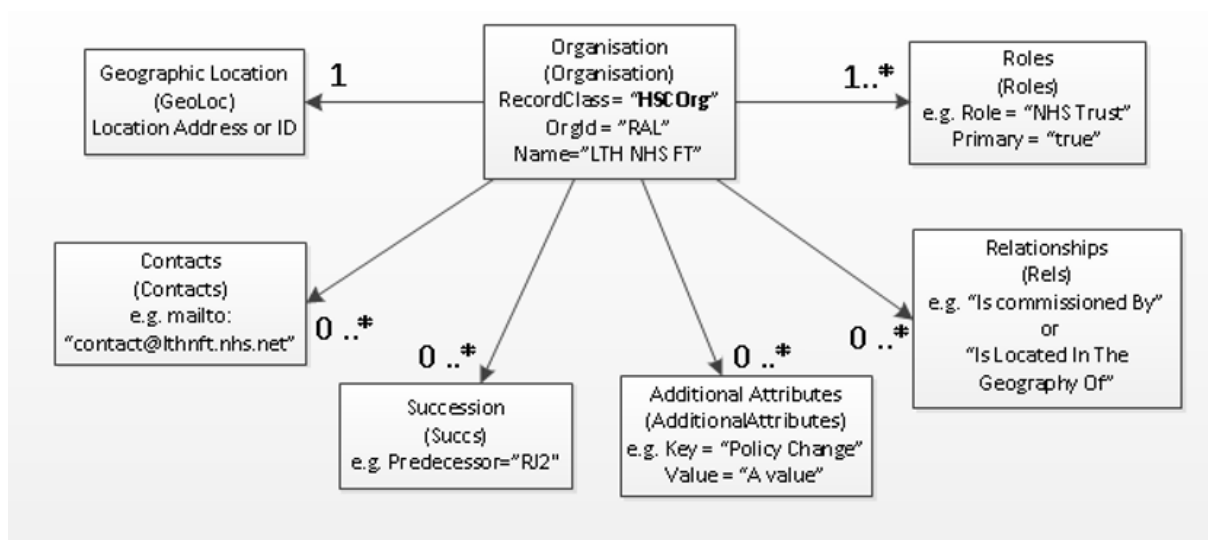 Organisation
(Organisation)
RecordClass= “HSCOrg”
OrgId = ”RAL”
Name=”LTH NHS FT”
Geographic Location
(GeoLoc)
Location Address or ID
1
1..*
Roles
(Roles)
e.g. Role = “NHS Trust”
Primary = “true”
Contacts
(Contacts)
e.g. mailto:
“contact@lthnft.nhs.net”
0 ..*
Succession
(Succs)
e.g. Predecessor=”RJ2"
0 ..*
Additional Attributes
(AdditionalAttributes)
e.g. Key = “Policy Change”
Value = “A value”
0 ..*
Relationships
(Rels)
e.g. “Is commissioned By”
or
“Is Located In The
Geography Of”
0 ..*